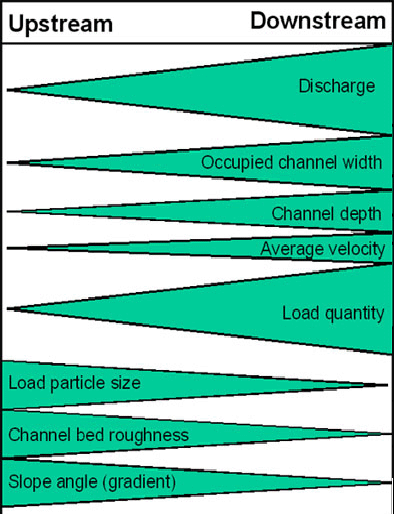 Upstream Downstream
Discharge
Occupied channel width
Channel depth
Average velocity
Load quantity
Load particle size
Channel bed roughness
Slope angle (gradient)